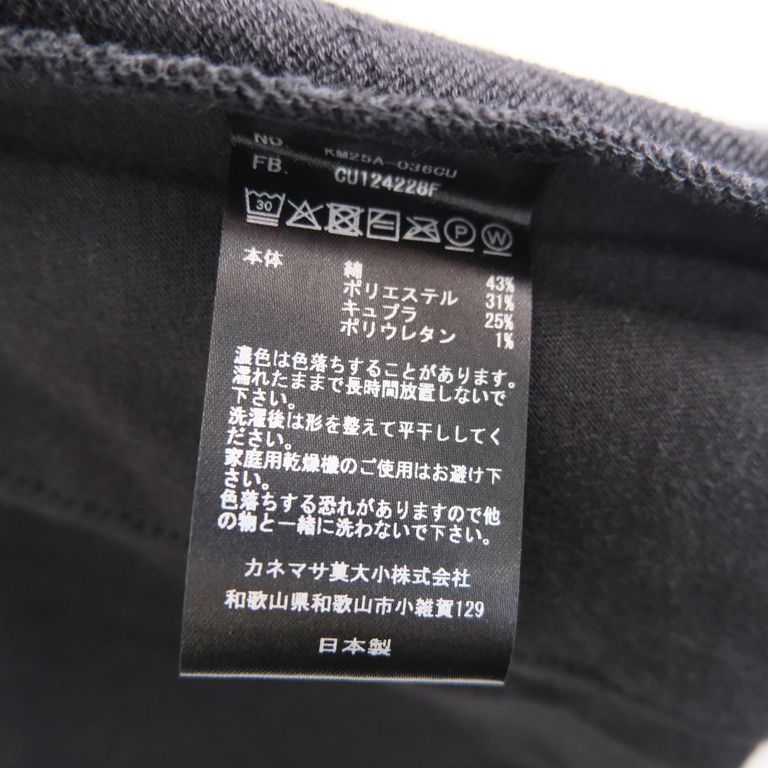 NO. KM25A-036CU
FB. CU124228F
30 P W
本体 綿 43%
ポリエステル 31%
キュプラ 25%
ポリウレタン 1%
濃色は色落ちすることがあります。
濡れたままで長時間放置しないで
下さい。
洗濯後は形を整えて平干ししてく
ださい。
家庭用乾燥機のご使用はお避け下
さい。
色落ちする恐れがありますので他
の物と一緒に洗わないで下さい。
カネマサ莫大小株式会社
和歌山県和歌山市小雑賀129
日本製